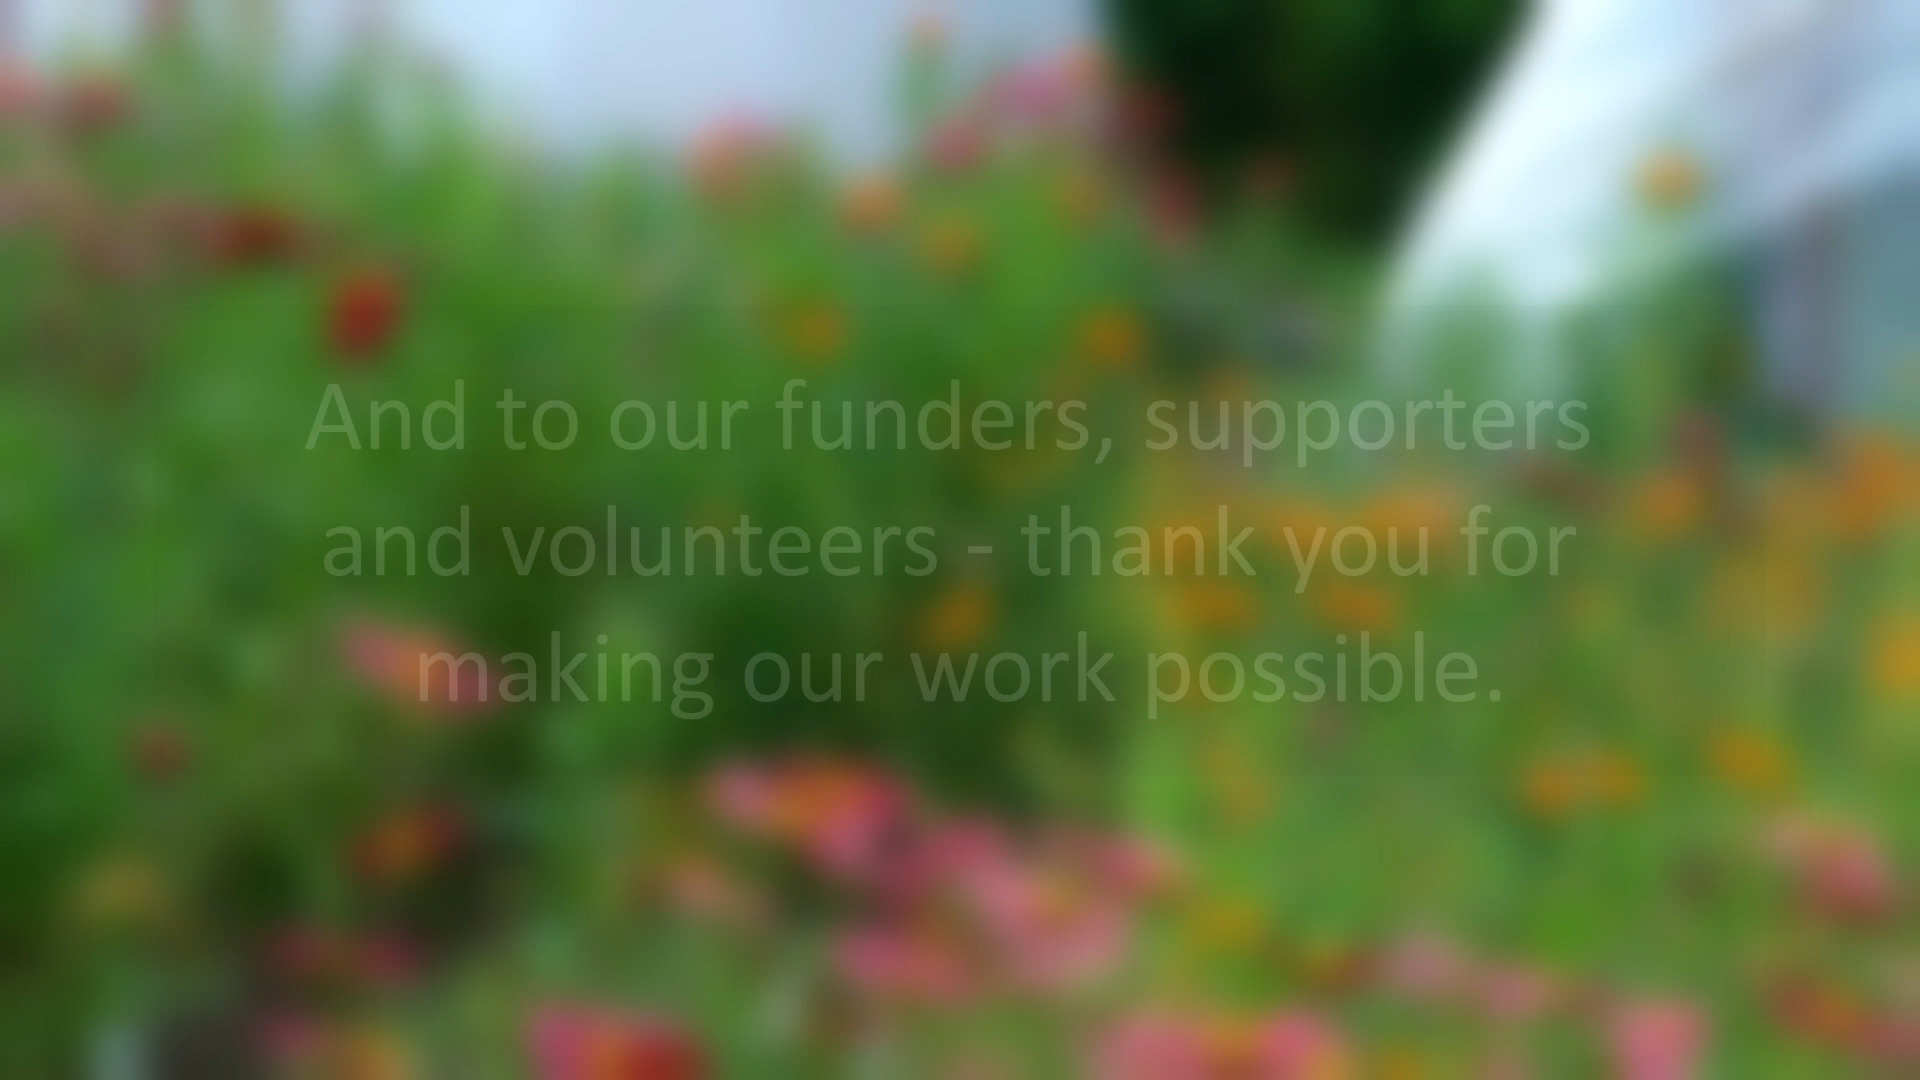 And to our funders, supporters
and volunteers - thank you for
making our work possible.